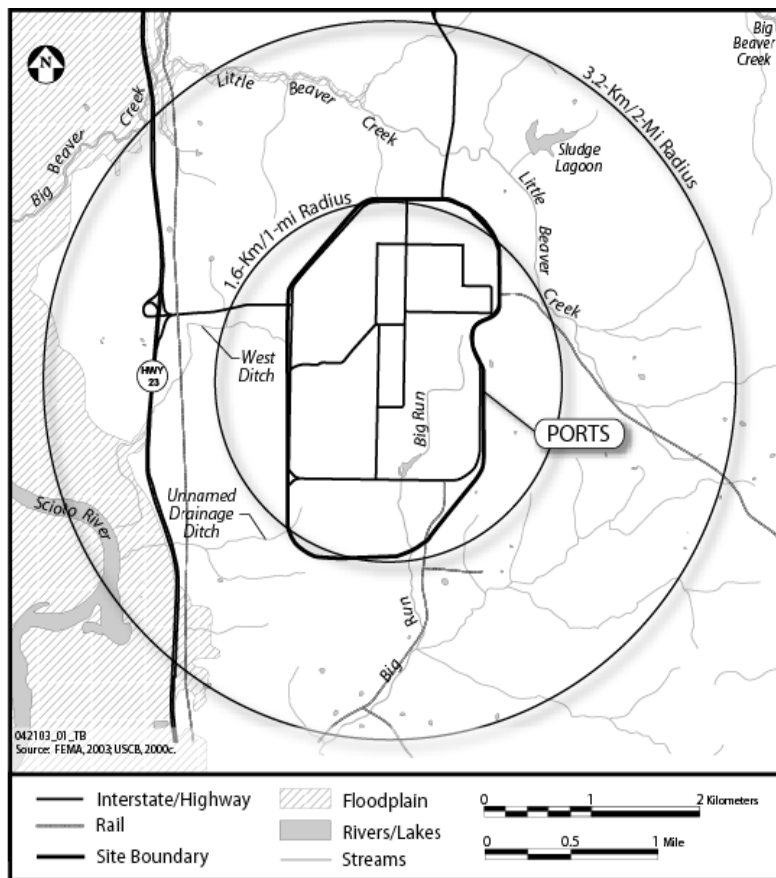 N
Big
Beaver
Creek
Little Beaver Creek
3.2-Km/2-Mi Radius
Sludge
Lagoon
Big Beaver Creek
Little Beaver Creek
1.6-Km/1-mi Radius
West
Ditch
HWY
23
Big Run
PORTS
Unnamed
Drainage
Ditch
Scioto River
Big Run
042103_01_TB
Source: FEMA, 2003; USCB, 2000c.
Interstate/Highway
Rail
Site Boundary
Floodplain
Rivers/Lakes
Streams
0 1 2 Kilometers
0 0.5 1 Mile